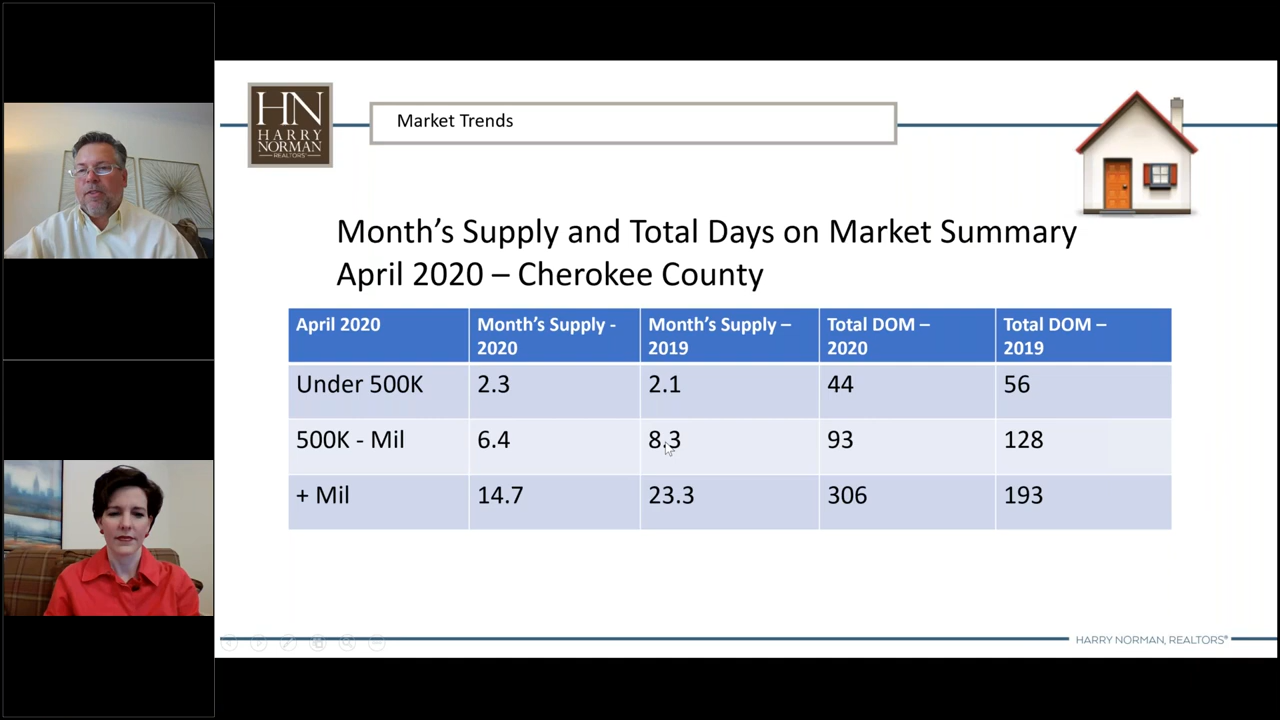 HN
HARRY
NORMAN
REALTORS®
Market Trends
Month’s Supply and Total Days on Market Summary
April 2020 – Cherokee County
April 2020
Month’s Supply -
2020
Month’s Supply –
2019
Total DOM –
2020
Total DOM –
2019
Under 500K
2.3
2.1
44
56
500K - Mil
6.4
8.3
93
128
+ Mil
14.7
23.3
306
193
HARRY NORMAN, REALTORS®